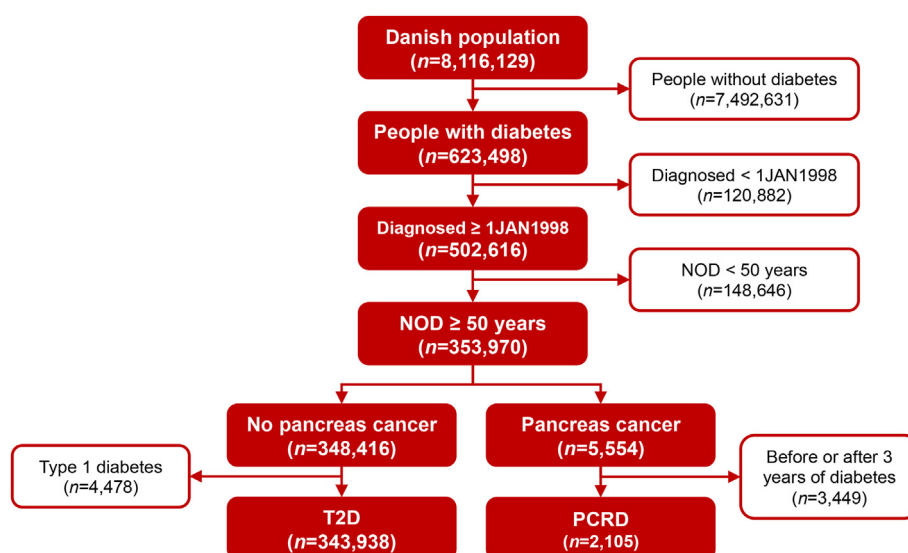 Danish population
(n=8,116,129)
People without diabetes
(n=7,492,631)
People with diabetes
(n=623,498)
Diagnosed < 1JAN1998
(n=120,882)
Diagnosed ≥ 1JAN1998
(n=502,616)
NOD < 50 years
(n=148,646)
NOD ≥ 50 years
(n=353,970)
No pancreas cancer
(n=348,416)
Pancreas cancer
(n=5,554)
Type 1 diabetes
(n=4,478)
Before or after 3
years of diabetes
(n=3,449)
T2D
(n=343,938)
PCRD
(n=2,105)